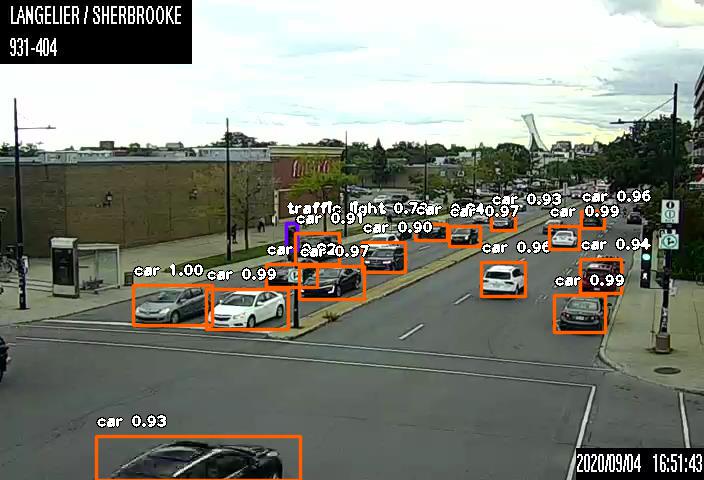 LANGELIER / SHERBROOKE
931-404
car 0.93
car 0.96
traffic light 0.73
car 0.91
car 0.97
car 0.99
car 0.90
car 0.97
car 0.96
car 0.94
car 1.00
car 0.99
car 0.99
car 0.93
2020/09/04 16:51:43